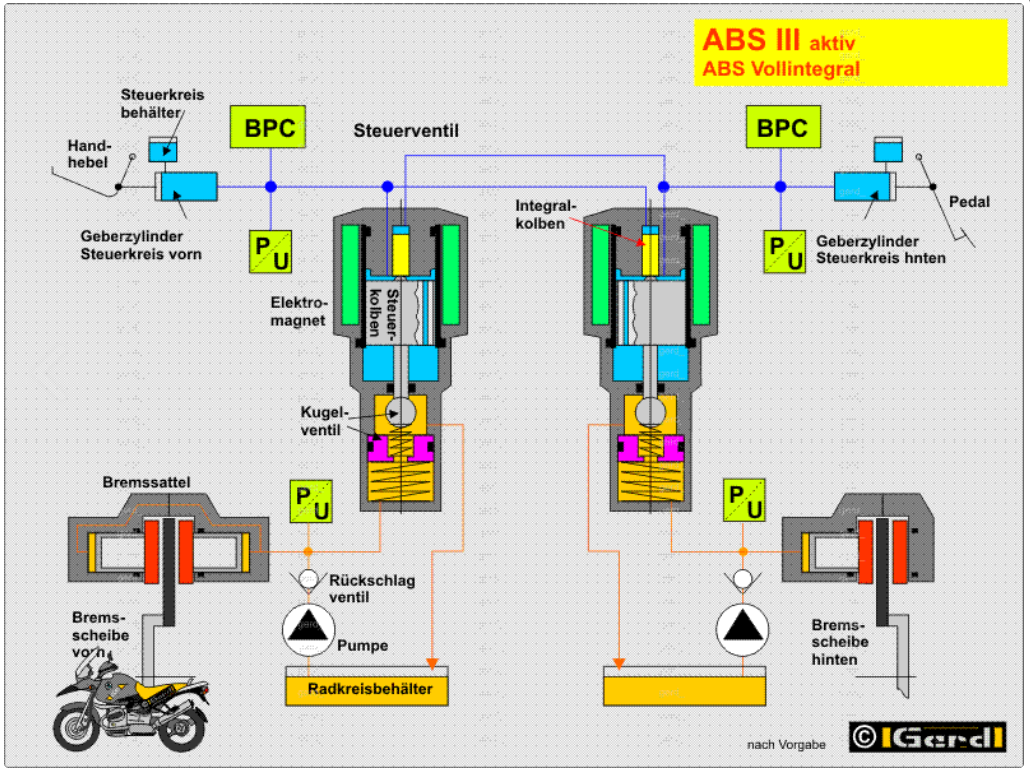 ABS III aktiv
ABS Vollintegral
Steuerkreis
behälter
Hand-
hebel
BPC
Steuerventil
BPC
Pedal
Integral-
kolben
Geberzylinder
Steuerkreis vorn
P
U
P
U
Geberzylinder
Steuerkreis hnten
Elektro-
magnet
Steuer-
kolben
Kugel-
ventil
Bremssattel
P
U
P
U
Rückschlag
ventil
Pumpe
Brems-
scheibe
vorn
Brems-
scheibe
hinten
Radkreisbehälter
nach Vorgabe
© Gerd